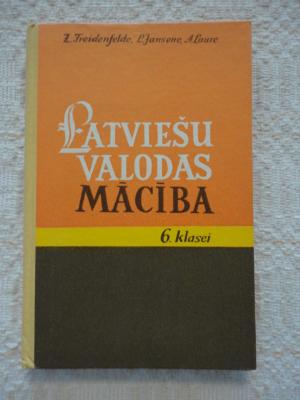 Z. Freidenfelde, L. Jansone, A. Laure
LATVIEŠU
VALODAS
MĀCĪBA
6. klasei